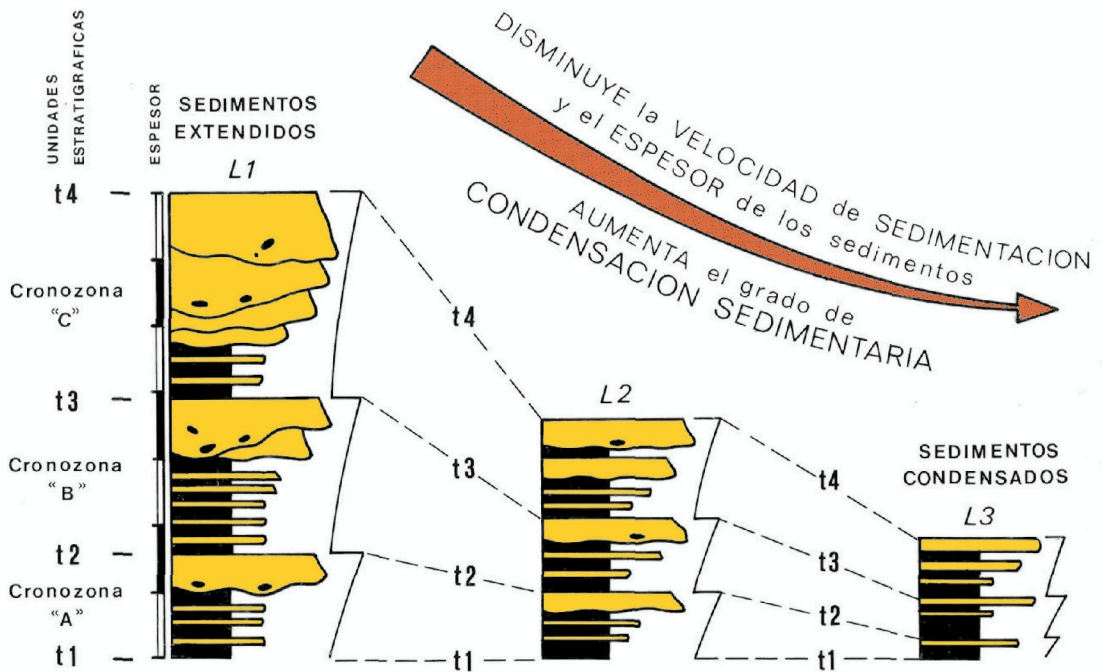 UNIDADES
ESTRATIGRAFICAS
ESPESOR
SEDIMENTOS
EXTENDIDOS
L1
t4
Cronozona
"C"
t3
Cronozona
"B"
t2
Cronozona
"A"
t1
DISMINUYE la VELOCIDAD de SEDIMENTACION
y el ESPESOR de los sedimentos
AUMENTA el grado de
CONDENSACION SEDIMENTARIA
t4
t3
t2
t1
L2
t4
t3
t2
t1
SEDIMENTOS
CONDENSADOS
L3